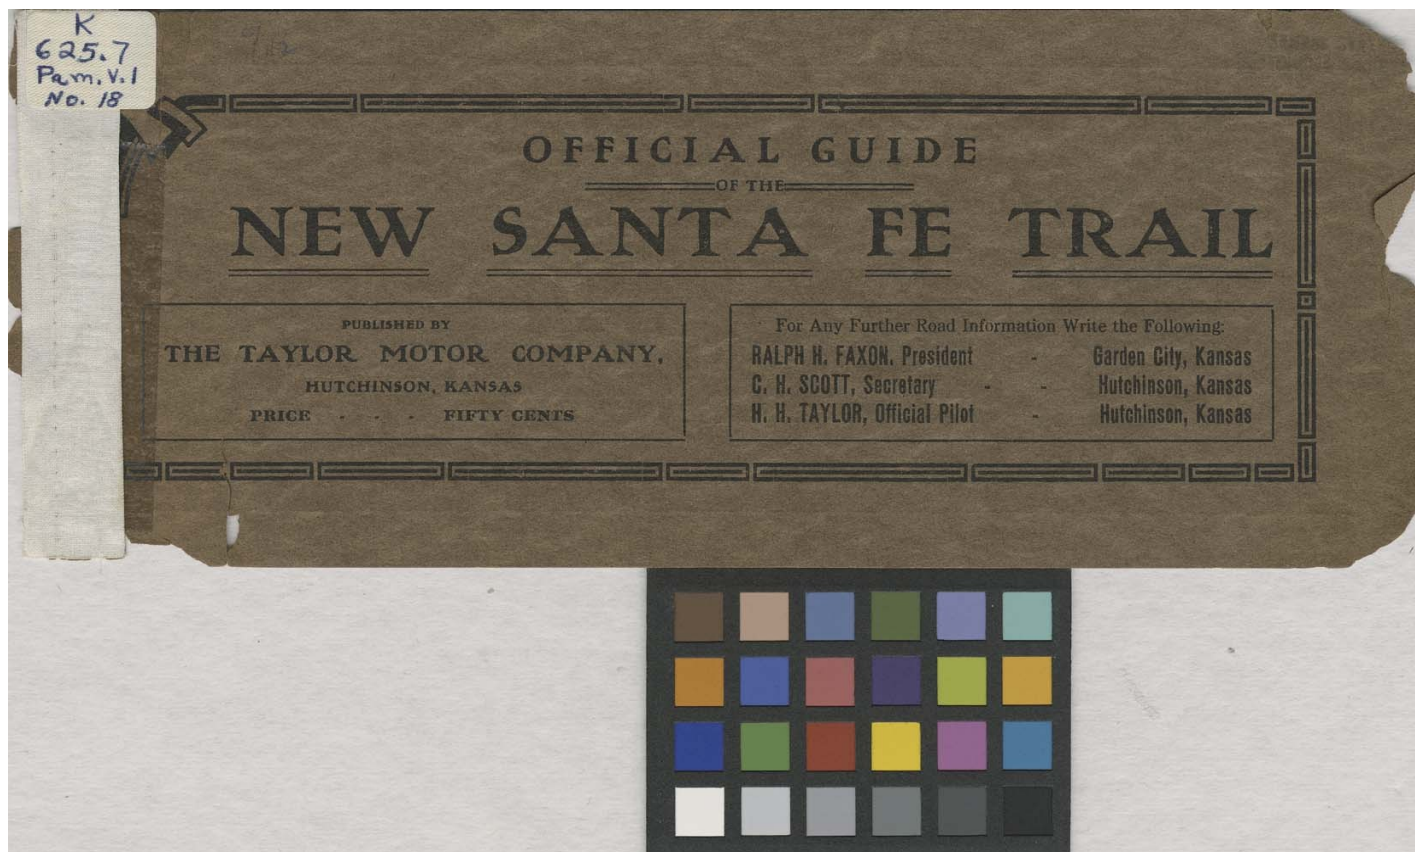 K
625.7
Pam. V.1
No. 18
OFFICIAL GUIDE
OF THE
NEW SANTA FE TRAIL
PUBLISHED BY
THE TAYLOR MOTOR COMPANY,
HUTCHINSON, KANSAS
PRICE - - - FIFTY CENTS
For Any Further Road Information Write the Following:
RALPH H. FAXON, President - Garden City, Kansas
C. H. SCOTT, Secretary - - Hutchinson, Kansas
H. H. TAYLOR, Official Pilot - Hutchinson, Kansas